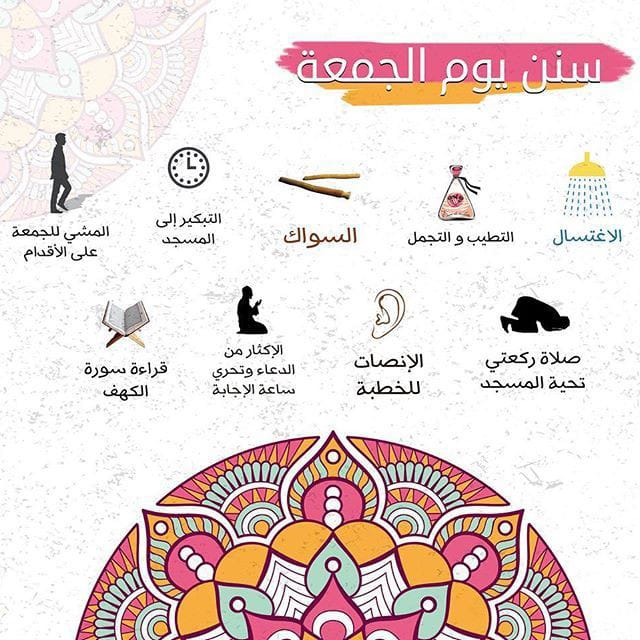 سنن يوم الجمعة
الاغتسال
التطيب و التجمل
السواك
التبكير إلى
المسجد
المشي للجمعة
على الأقدام
صلاة ركعتي
تحية المسجد
الإنصات
للخطبة
الإكثار من
الدعاء وتحري
ساعة الإجابة
قراءة سورة
الكهف